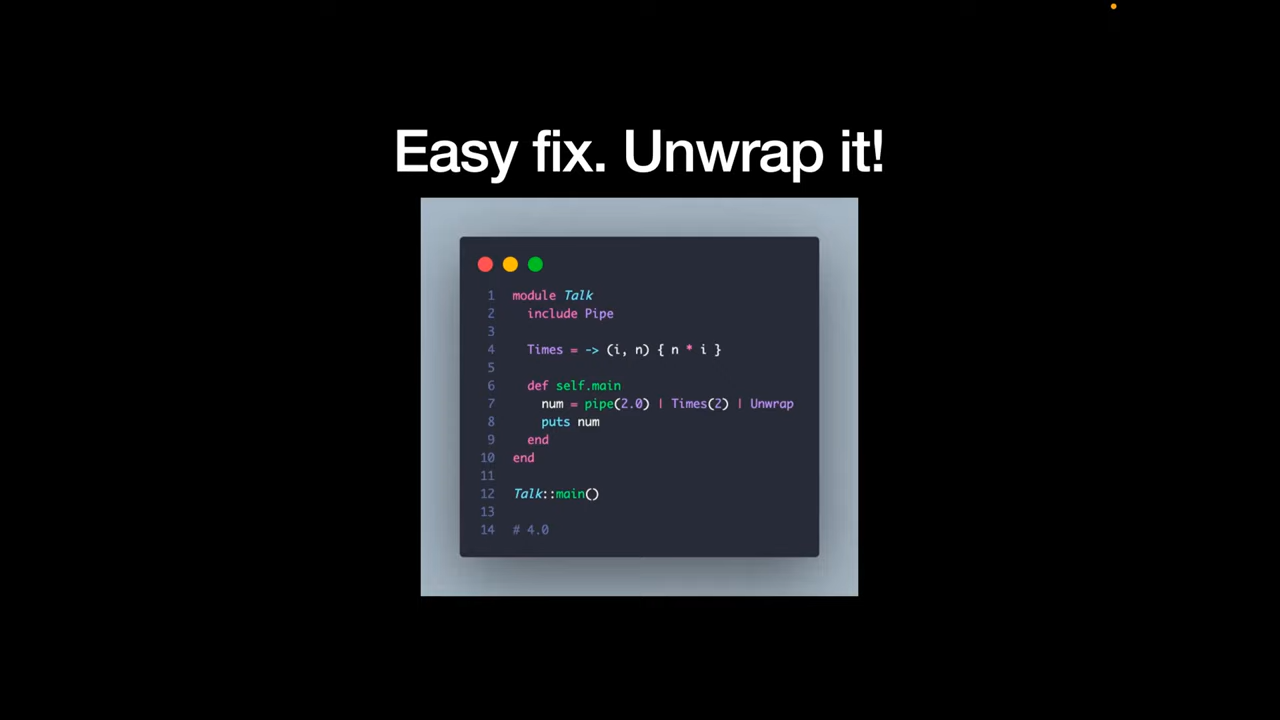 Easy fix. Unwrap it!
1 module Talk
2   include Pipe
3
4   Times = -> (i, n) { n * i }
5
6   def self.main
7     num = pipe(2.0) | Times(2) | Unwrap
8     puts num
9   end
10 end
11
12 Talk::main()
13
14 # 4.0